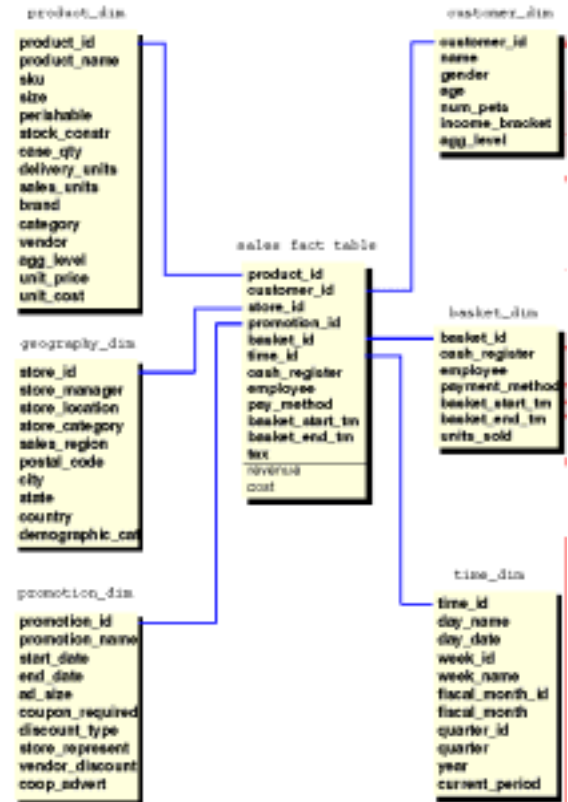 product_dim
product_id
product_name
sku
size
perishable
stock_constr
case_qty
delivery_units
sales_units
brand
category
vendor
agg_level
unit_price
unit_cost
geography_dim
store_id
store_manager
store_location
store_category
sales_region
postal_code
city
state
country
demographic_cat
promotion_dim
promotion_id
promotion_name
start_date
end_date
ad_size
coupon_required
discount_type
store_represent
vendor_discount
coop_advert
sales fact table
product_id
customer_id
store_id
promotion_id
basket_id
time_id
cash_register
employee
pay_method
basket_start_tm
basket_end_tm
tax
revenue
cost
customer_dim
customer_id
name
gender
age
num_pets
income_bracket
agg_level
basket_dim
basket_id
cash_register
employee
payment_method
basket_start_tm
basket_end_tm
units_sold
time_dim
time_id
day_name
day_date
week_id
week_name
fiscal_month_id
fiscal_month
quarter_id
quarter
year
current_period